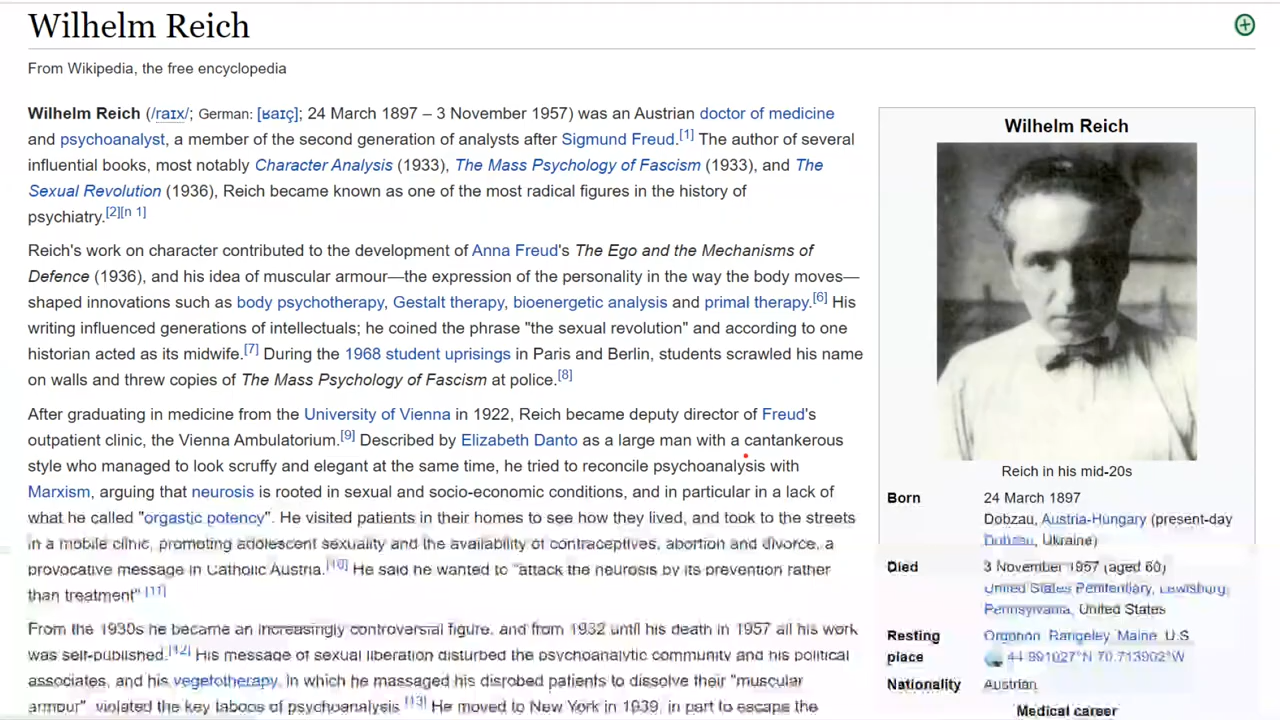 Wilhelm Reich
From Wikipedia, the free encyclopedia
Wilhelm Reich (/raɪx/; German: [ʁaɪç]; 24 March 1897 – 3 November 1957) was an Austrian doctor of medicine
and psychoanalyst, a member of the second generation of analysts after Sigmund Freud.[1] The author of several
influential books, most notably Character Analysis (1933), The Mass Psychology of Fascism (1933), and The
Sexual Revolution (1936), Reich became known as one of the most radical figures in the history of
psychiatry.[2][n 1]
Reich's work on character contributed to the development of Anna Freud's The Ego and the Mechanisms of
Defence (1936), and his idea of muscular armour—the expression of the personality in the way the body moves—
shaped innovations such as body psychotherapy, Gestalt therapy, bioenergetic analysis and primal therapy.[6] His
writing influenced generations of intellectuals; he coined the phrase "the sexual revolution" and according to one
historian acted as its midwife.[7] During the 1968 student uprisings in Paris and Berlin, students scrawled his name
on walls and threw copies of The Mass Psychology of Fascism at police.[8]
After graduating in medicine from the University of Vienna in 1922, Reich became deputy director of Freud's
outpatient clinic, the Vienna Ambulatorium.[9] Described by Elizabeth Danto as a large man with a cantankerous
style who managed to look scruffy and elegant at the same time, he tried to reconcile psychoanalysis with
Marxism, arguing that neurosis is rooted in sexual and socio-economic conditions, and in particular in a lack of
what he called "orgastic potency". He visited patients in their homes to see how they lived, and took to the streets
in a mobile clinic, promoting adolescent sexuality and the availability of contraceptives, abortion and divorce, a
provocative message in Catholic Austria.[10] He said he wanted to "attack the neurosis by its prevention rather
than treatment".[11]
From the 1930s he became an increasingly controversial figure, and from 1932 until his death in 1957 all his work
was self-published.[12] His message of sexual liberation disturbed the psychoanalytic community and his political
associates, and his vegetotherapy, in which he massaged his disrobed patients to dissolve their "muscular
armour", violated the key taboos of psychoanalysis.[13] He moved to New York in 1939, in part to escape the
Wilhelm Reich
Reich in his mid-20s
Born 24 March 1897
Dobzau, Austria-Hungary (present-day
Dobzau, Ukraine)
Died 3 November 1957 (aged 60)
United States Penitentiary, Lewisburg,
Pennsylvania, United States
Resting place Orgonon, Rangeley, Maine, U.S.
Nationality Austrian
Medical career